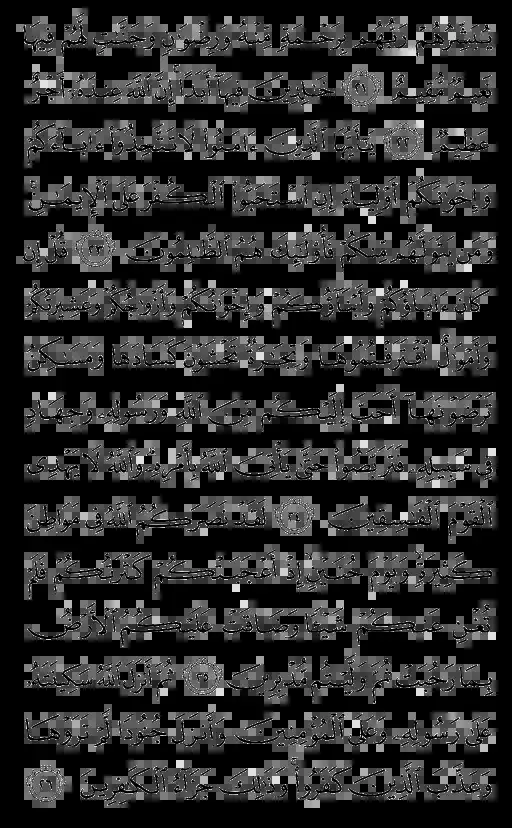 يُبَشِّرُهُمْ رَبُّهُم بِرَحْمَةٍ مِّنْهُ وَرِضْوَٰنٍ وَجَنَّٰتٍ لَّهُمْ فِيهَا
نَعِيمٌ مُّقِيمٌ ٢١ خَٰلِدِينَ فِيهَآ أَبَدًا إِنَّ ٱللَّهَ عِندَهُۥٓ أَجْرٌ
عَظِيمٌ ٢٢ يَٰٓأَيُّهَا ٱلَّذِينَ ءَامَنُوا۟ لَا تَتَّخِذُوٓا۟ ءَابَآءَكُمْ
وَإِخْوَٰنَكُمْ أَوْلِيَآءَ إِنِ ٱسْتَحَبُّوا۟ ٱلْكُفْرَ عَلَى ٱلْإِيمَٰنِ
وَمَن يَتَوَلَّهُم مِّنكُمْ فَأُو۟لَٰٓئِكَ هُمُ ٱلظَّٰلِمُونَ ٢٣ قُلْ إِن
كَانَ ءَابَآؤُكُمْ وَأَبْنَآؤُكُمْ وَإِخْوَٰنُكُمْ وَأَزْوَٰجُكُمْ وَعَشِيرَتُكُمْ
وَأَمْوَٰلٌ ٱقْتَرَفْتُمُوهَا وَتِجَٰرَةٌ تَخْشَوْنَ كَسَادَهَا وَمَسَٰكِنُ
تَرْضَوْنَهَآ أَحَبَّ إِلَيْكُم مِّنَ ٱللَّهِ وَرَسُولِهِۦ وَجِهَادٍ
فِى سَبِيلِهِۦ فَتَرَبَّصُوا۟ حَتَّىٰ يَأْتِىَ ٱللَّهُ بِأَمْرِهِۦ وَٱللَّهُ لَا يَهْدِى
ٱلْقَوْمَ ٱلْفَٰسِقِينَ ٢٤ لَقَدْ نَصَرَكُمُ ٱللَّهُ فِى مَوَاطِنَ
كَثِيرَةٍ وَيَوْمَ حُنَيْنٍ إِذْ أَعْجَبَتْكُمْ كَثْرَتُكُمْ فَلَمْ
تُغْنِ عَنكُمْ شَيْـًٔا وَضَاقَتْ عَلَيْكُمُ ٱلْأَرْضُ
بِمَا رَحُبَتْ ثُمَّ وَلَّيْتُم مُّدْبِرِينَ ٢٥ ثُمَّ أَنزَلَ ٱللَّهُ سَكِينَتَهُۥ
عَلَىٰ رَسُولِهِۦ وَعَلَى ٱلْمُؤْمِنِينَ وَأَنزَلَ جُنُودًا لَّمْ تَرَوْهَا
وَعَذَّبَ ٱلَّذِينَ كَفَرُوا۟ وَذَٰلِكَ جَزَآءُ ٱلْكَٰفِرِينَ ٢٦